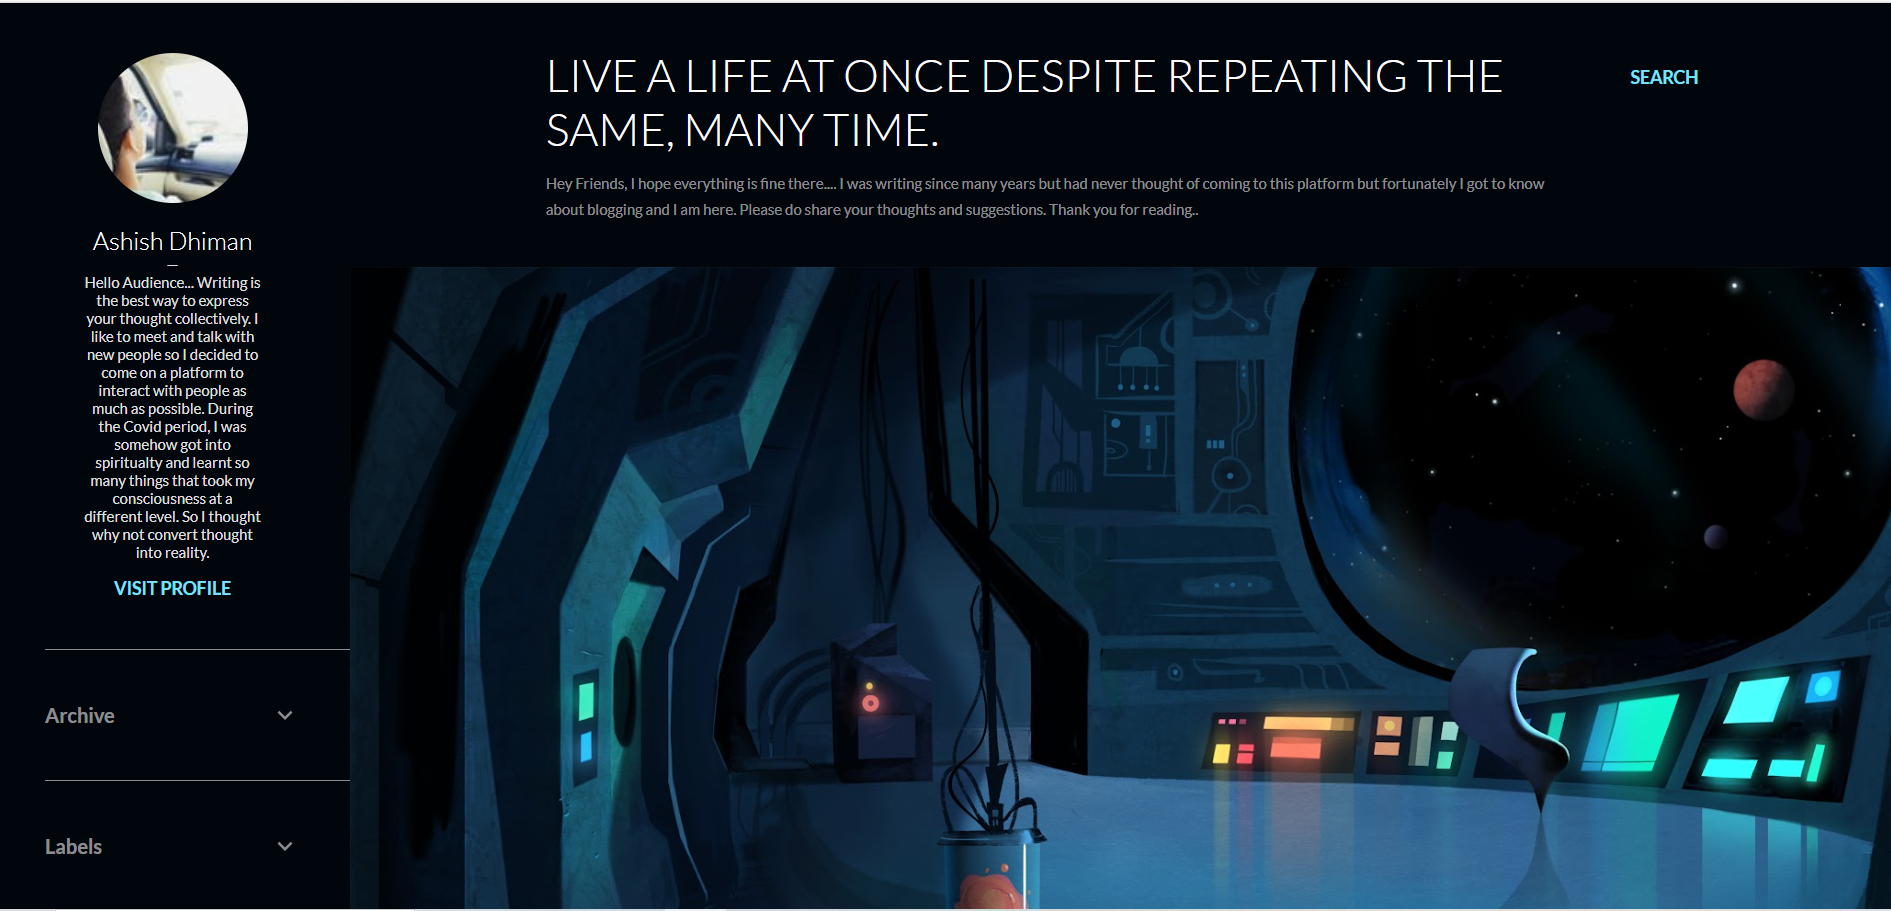 LIVE A LIFE AT ONCE DESPITE REPEATING THE
SAME, MANY TIME.
SEARCH
Hey Friends, I hope everything is fine there.... I was writing since many years but had never thought of coming to this platform but fortunately I got to know
about blogging and I am here. Please do share your thoughts and suggestions. Thank you for reading..
Ashish Dhiman
Hello Audience... Writing is
the best way to express
your thought collectively. I
like to meet and talk with
new people so I decided to
come on a platform to
interact with people as
much as possible. During
the Covid period, I was
somehow got into
spiritualty and learnt so
many things that took my
consciousness at a
different level. So I thought
why not convert thought
into reality.
VISIT PROFILE
Archive
Labels